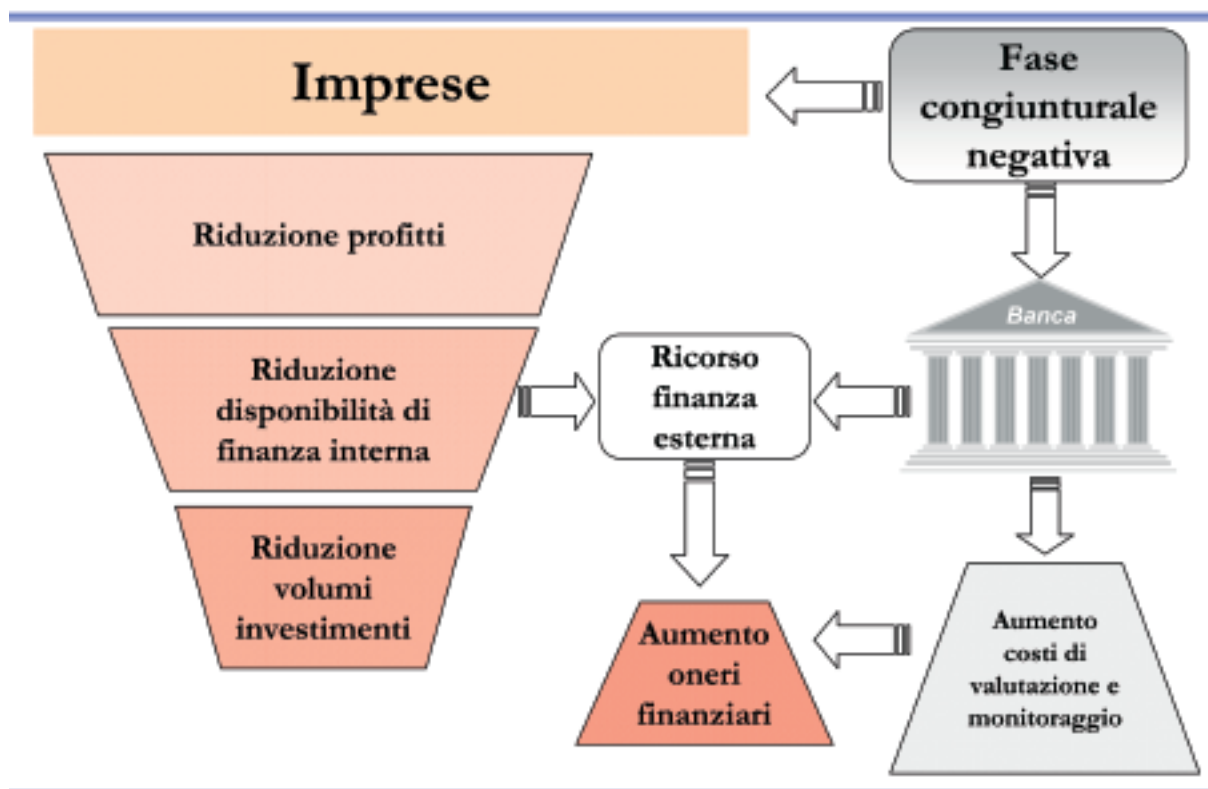 Imprese
Fase
congiunturale
negativa
Riduzione profitti
Banca
Riduzione
disponibilità di
finanza interna
Ricorso
finanza
esterna
Riduzione
volumi
investimenti
Aumento
oneri
finanziari
Aumento
costi di
valutazione e
monitoraggio